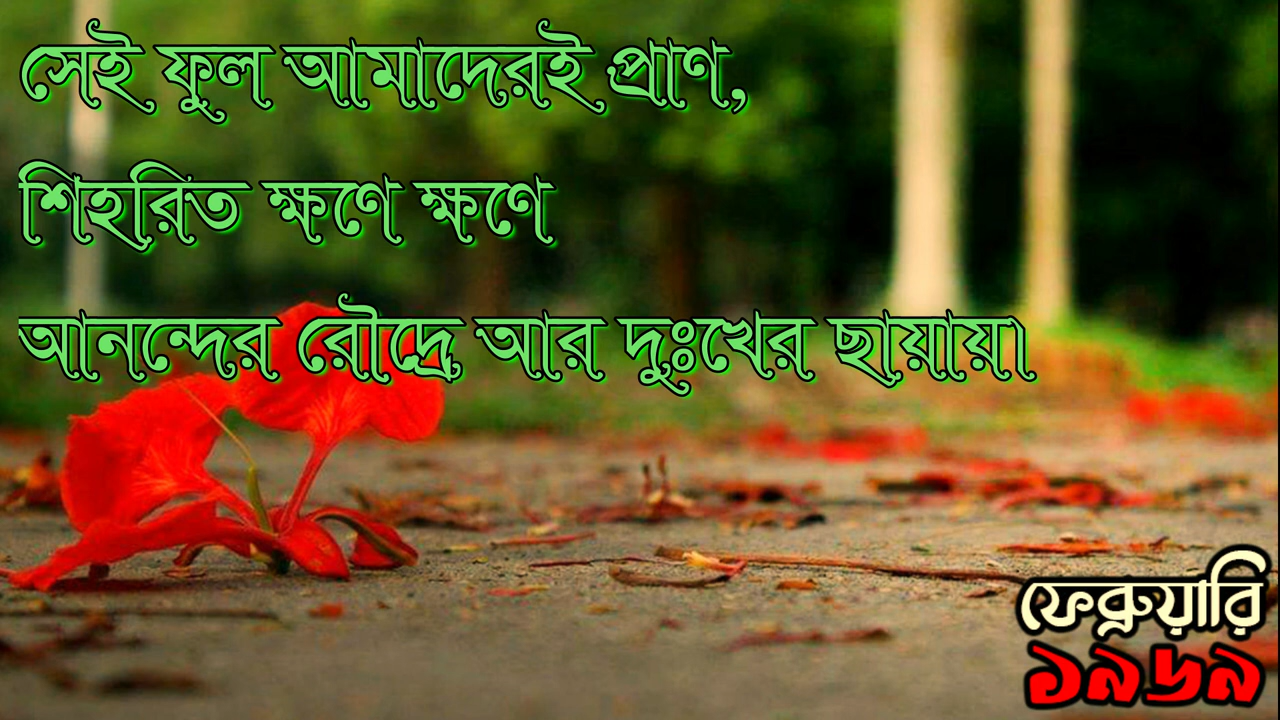 সেই ফুল আমাদেরই প্রাণ,
শিহরিত ক্ষণে ক্ষণে
আনন্দের রৌদ্রে আর দুঃখের ছায়ায়।
ফেব্রুয়ারি
১৯৬৯